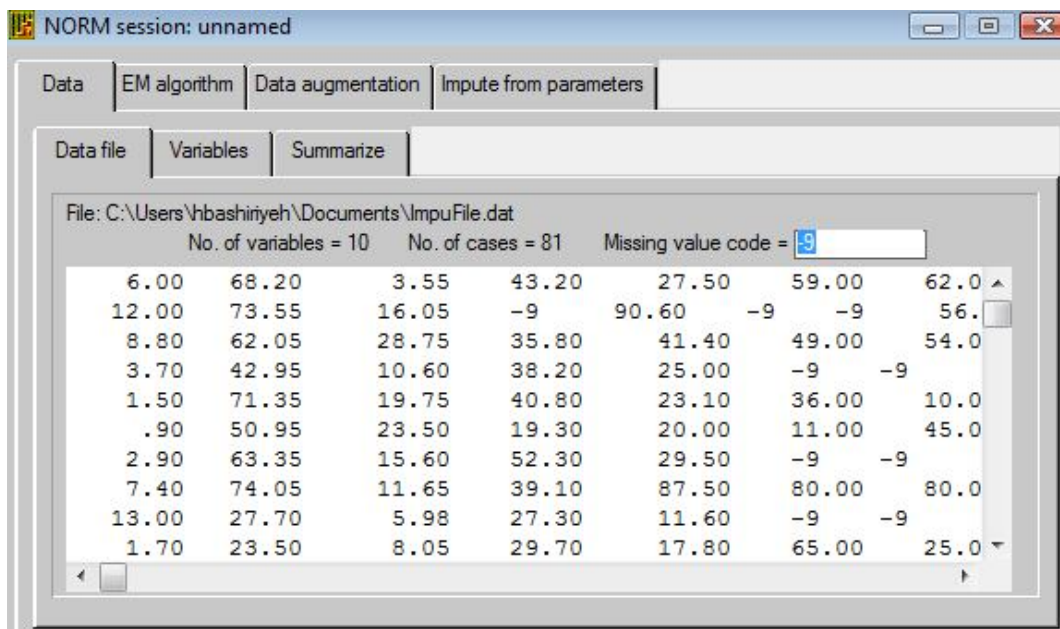 NORM session: unnamed
Data EM algorithm Data augmentation Impute from parameters
Data file Variables Summarize
File: C:\Users\hbashiriyeh\Documents\ImpuFile.dat
No. of variables = 10 No. of cases = 81 Missing value code = -9
6.00 68.20 3.55 43.20 27.50 59.00 62.0
12.00 73.55 16.05 -9 90.60 -9 -9 56.
8.80 62.05 28.75 35.80 41.40 49.00 54.0
3.70 42.95 10.60 38.20 25.00 -9 -9
1.50 71.35 19.75 40.80 23.10 36.00 10.0
.90 50.95 23.50 19.30 20.00 11.00 45.0
2.90 63.35 15.60 52.30 29.50 -9 -9
7.40 74.05 11.65 39.10 87.50 80.00 80.0
13.00 27.70 5.98 27.30 11.60 -9 -9
1.70 23.50 8.05 29.70 17.80 65.00 25.0